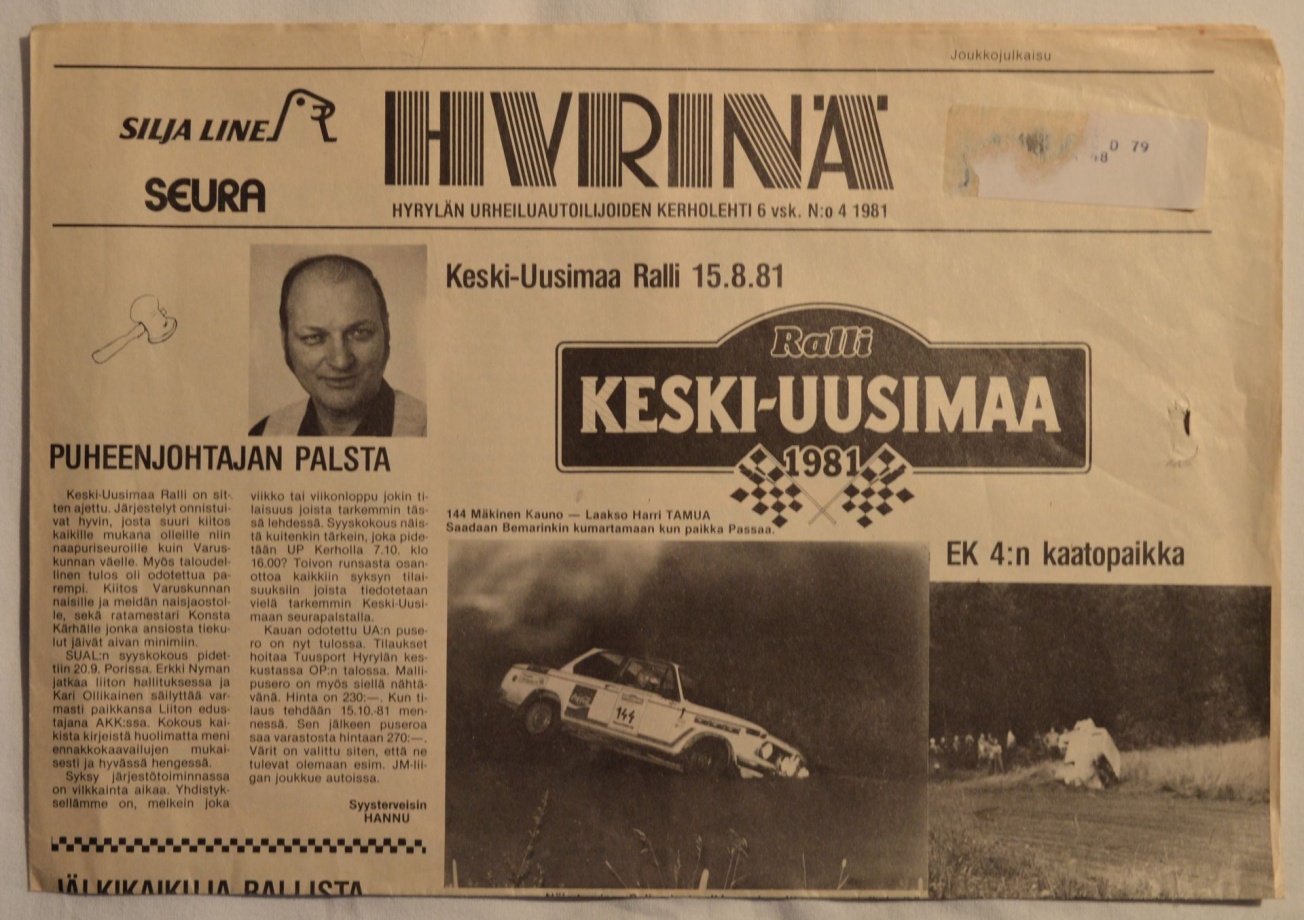 Joukkojulkaisu
SILJA LINE
SEURA
HYRINÄ
HYRYLÄN URHEILUAUTOILIJOIDEN KERHOLEHTI 6 vsk. N:o 4 1981
D 79
PUHEENJOHTAJAN PALSTA
Keski-Uusimaa Ralli on sit-
ten ajettu. Järjestelyt onnistui-
vat hyvin, josta suuri kiitos
kaikille mukana olleille niin
naapuriseuroille kuin Varus-
kunnan väelle. Myös taloudel-
linen tulos oli odotettua pa-
rempi. Kiitos Varuskunnan
naisille ja meidän naisjaostol-
le, sekä ratamestari Konsta
Kärhälle jonka ansiosta tieku-
lut jäivät aivan minimiin.
SUAL:n syyskokous pidet-
tiin 20.9. Porissa. Erkki Nyman
jatkaa liiton hallituksessa ja
Kari Ollikainen säilyttää var-
masti paikkansa Liiton edus-
tajana AKK:ssa. Kokous kai-
kista kirjeistä huolimatta meni
ennakkokaavailujen mukai-
sesti ja hyvässä hengessä.
Syksy järjestötoiminnassa
on vilkkainta aikaa. Yhdistyk-
sellämme on, melkein joka
viikko tai viikonloppu jokin ti-
laisuus joista tarkemmin täs-
sä lehdessä. Syyskokous näis-
tä kuitenkin tärkein, joka pide-
tään UP Kerholla 7.10. klo
16.00? Toivon runsasta osan-
ottoa kaikkiin syksyn tilai-
suuksiin joista tiedotetaan
vielä tarkemmin Keski-Uusi-
maan seurapalstalla.
Kauan odotettu UA:n puse-
ro on nyt tulossa. Tilaukset
hoitaa Tuusport Hyrylän kes-
kustassa OP:n talossa. Malli-
pusero on myös siellä nähtä-
vänä. Hinta on 230:—. Kun ti-
laus tehdään 15.10.-81 men-
nessä. Sen jälkeen puseroa
saa varastosta hintaan 270:—.
Värit on valittu siten, että ne
tulevat olemaan esim. JM-lii-
gan joukkue autoissa.
Syysterveisin
HANNU
JÄLKIKAIKUJA RALLISTA
Keski-Uusimaa Ralli 15.8.81
Ralli
KESKI-UUSIMAA
1981
144 Mäkinen Kauno — Laakso Harri TAMUA
Saadaan Bemarinkin kumartamaan kun paikka Passaa.
144
EK 4:n kaatopaikka